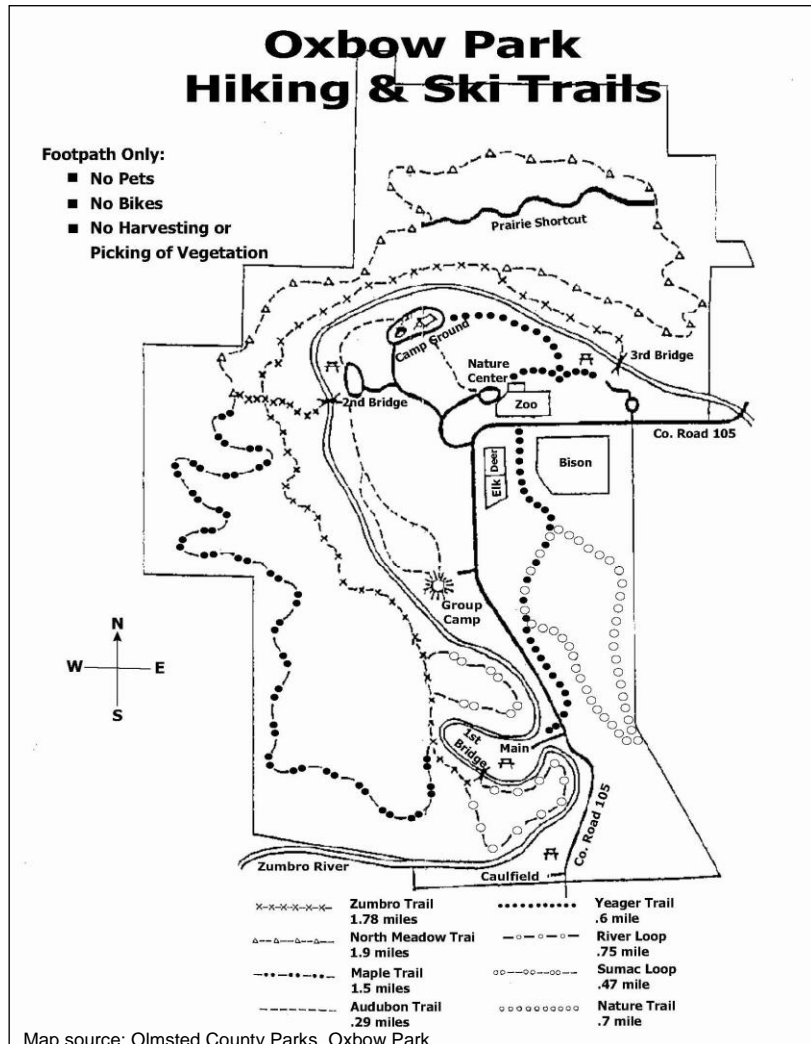 Oxbow Park
Hiking & Ski Trails
Footpath Only:
■ No Pets
■ No Bikes
■ No Harvesting or
Picking of Vegetation
Prairie Shortcut
Camp Ground
Nature
Center
3rd Bridge
2nd Bridge
Zoo
Co. Road 105
Deer
Elk
Bison
Group
Camp
N
W
E
S
1st
Bridge
Main
Co. Road 105
Zumbro River
Caulfield
Zumbro Trail
1.78 miles
North Meadow Trai
1.9 miles
Maple Trail
1.5 miles
Audubon Trail
.29 miles
Yeager Trail
.6 mile
River Loop
.75 mile
Sumac Loop
.47 mile
Nature Trail
.7 mile
Map source: Olmsted County Parks, Oxbow Park